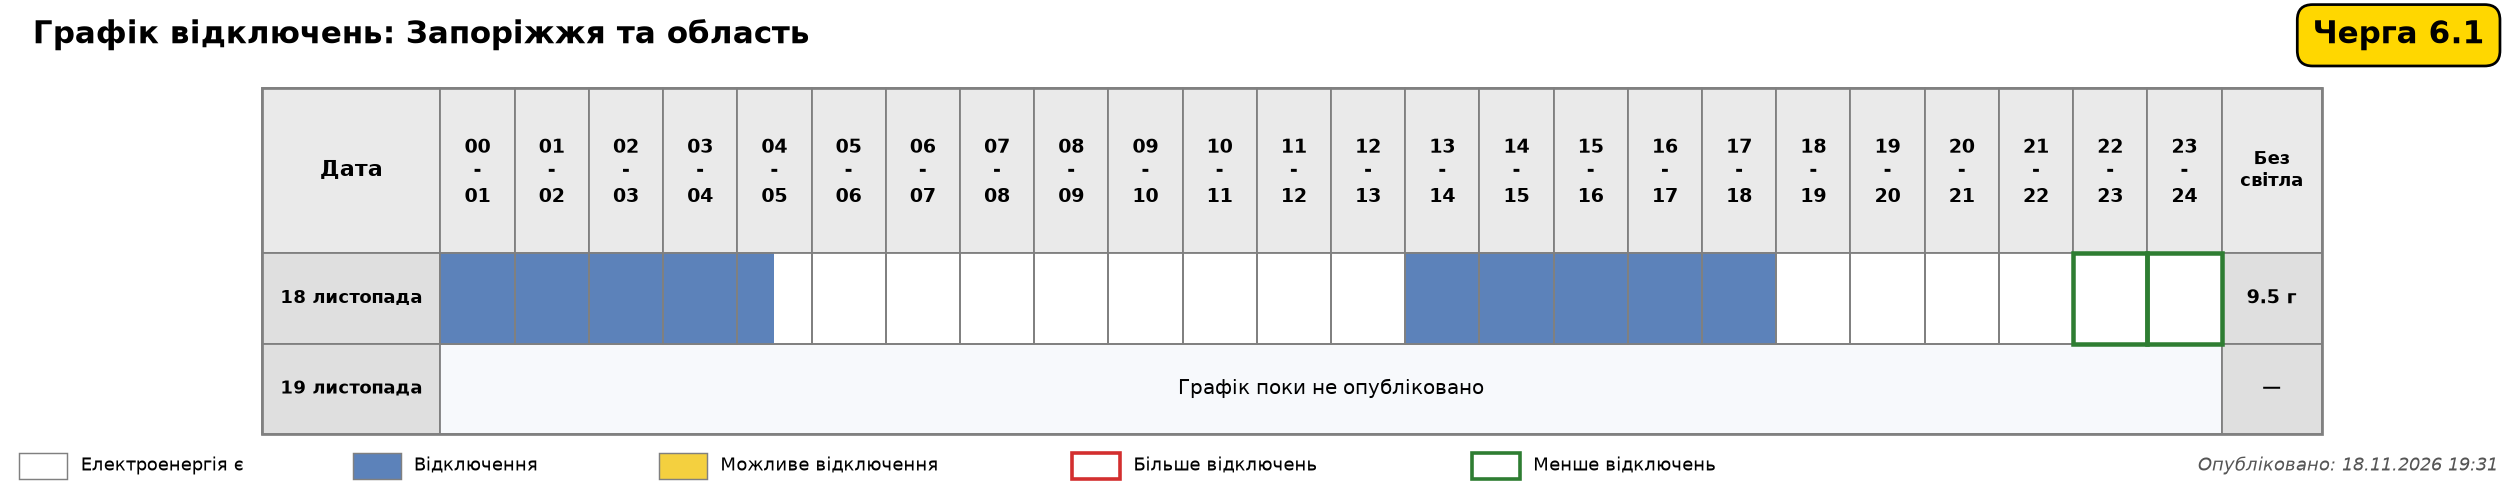 Графік відключень: Запоріжжя та область
Черга 6.1
Дата
00 - 01
01 - 02
02 - 03
03 - 04
04 - 05
05 - 06
06 - 07
07 - 08
08 - 09
09 - 10
10 - 11
11 - 12
12 - 13
13 - 14
14 - 15
15 - 16
16 - 17
17 - 18
18 - 19
19 - 20
20 - 21
21 - 22
22 - 23
23 - 24
Без
світла
18 листопада
9.5 г
19 листопада
Графік поки не опубліковано
—
Електроенергія є
Відключення
Можливе відключення
Більше відключень
Менше відключень
Опубліковано: 18.11.2026 19:31